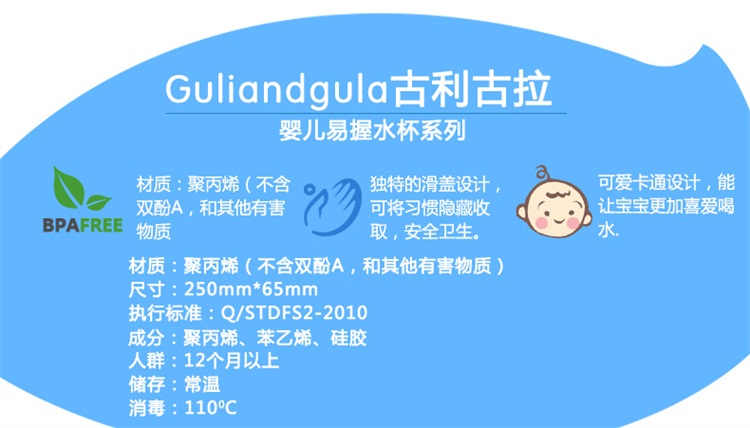 Guliandgula古利古拉
婴儿易握水杯系列
BPAFREE
材质：聚丙烯（不含
双酚A，和其他有害
物质
独特的滑盖设计，
可将习惯隐藏收
取，安全卫生。
可爱卡通设计，能
让宝宝更加喜爱喝
水.
材质：聚丙烯（不含双酚A，和其他有害物质）
尺寸：250mm*65mm
执行标准：Q/STDFS2-2010
成分：聚丙烯、苯乙烯、硅胶
人群：12个月以上
储存：常温
消毒：110⁰C